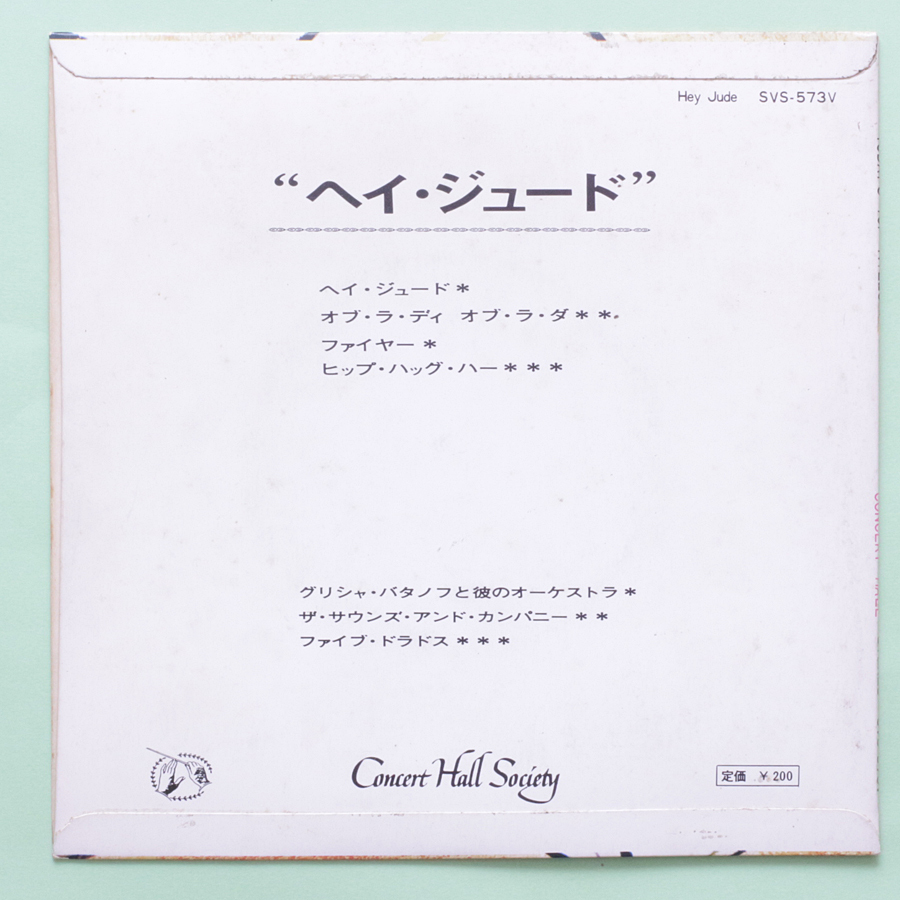 Hey Jude SVS-573V
“ヘイ・ジュード”
ヘイ・ジュード＊
オブ・ラ・ディ オブ・ラ・ダ＊＊
ファイヤー＊
ヒップ・ハッグ・ハー＊＊＊
グリシャ・バタノフと彼のオーケストラ＊
ザ・サウンズ・アンド・カンパニー＊＊
ファイブ・ドラドス＊＊＊
Concert Hall Society
定価 ￥200